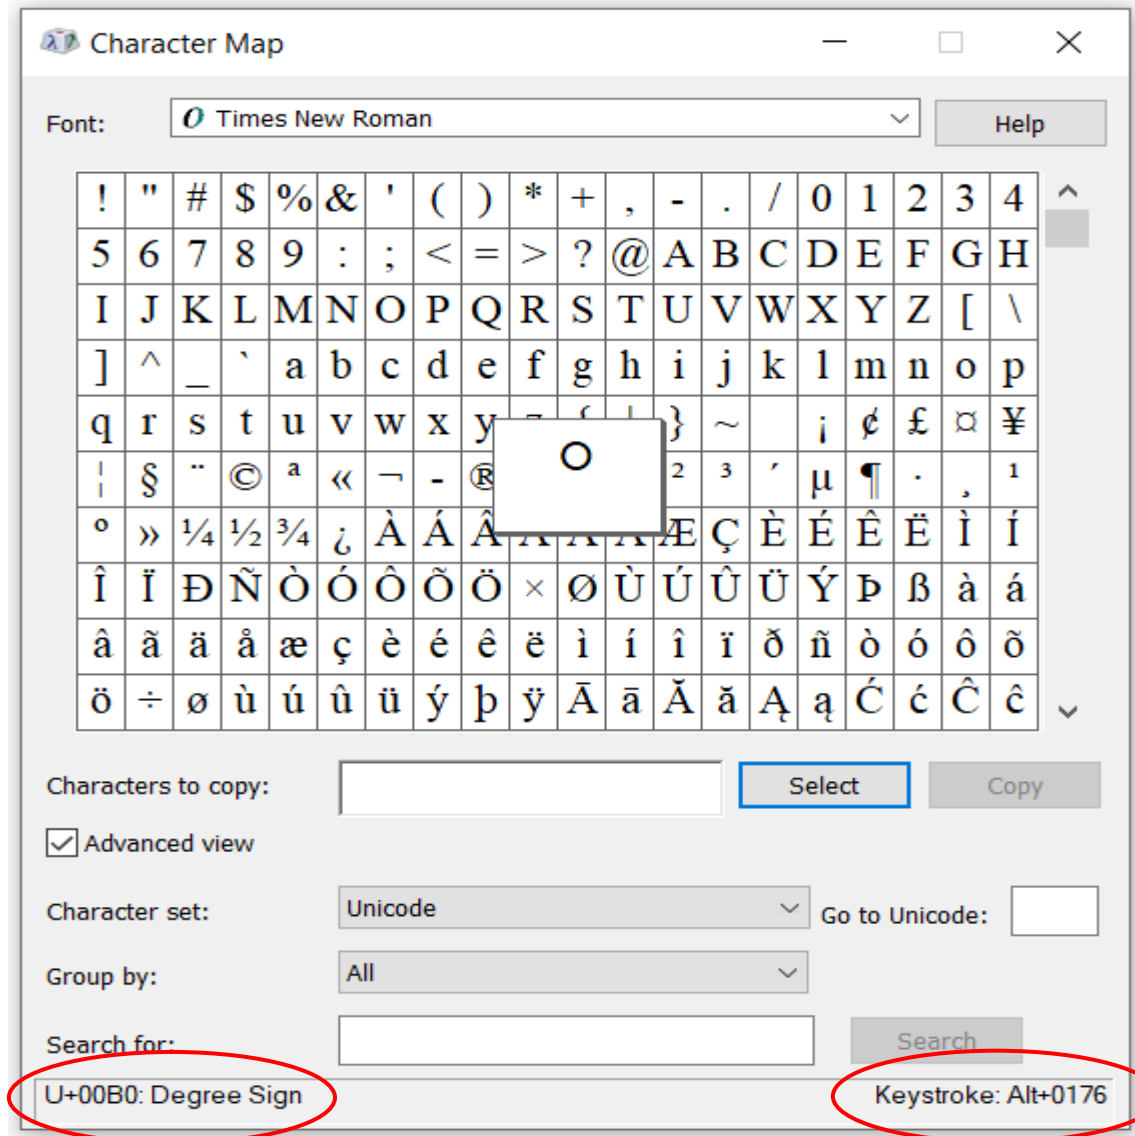 Character Map
Font: O Times New Roman Help
! " # $ % & ' ( ) * + , - . / 0 1 2 3 4
5 6 7 8 9 : ; < = > ? @ A B C D E F G H
I J K L M N O P Q R S T U V W X Y Z [ \
] ^ _ ` a b c d e f g h i j k l m n o p
q r s t u v w x y } ~ ¡ ¢ £ ¤ ¥
¦ § ¨ © ª « ¬ - ® ° ² ³ ´ µ ¶ · ¸ ¹
º » ¼ ½ ¾ ¿ À Á Â Æ Ç È É Ê Ë Ì Í
Î Ï Ð Ñ Ò Ó Ô Õ Ö × Ø Ù Ú Û Ü Ý Þ ß à á
â ã ä å æ ç è é ê ë ì í î ï ð ñ ò ó ô õ
ö ÷ ø ù ú û ü ý þ ÿ Ā ā Ă ă Ą ą Ć ć Ĉ ĉ
Characters to copy: Select Copy
Advanced view
Character set: Unicode Go to Unicode:
Group by: All
Search for: Search
U+00B0: Degree Sign Keystroke: Alt+0176